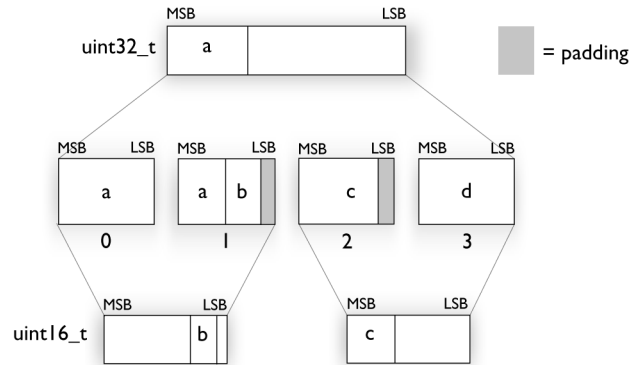 MSB LSB
uint32_t a = padding
MSB LSB MSB LSB MSB LSB MSB LSB
a a b c d
0 1 2 3
MSB LSB MSB LSB
uint16_t b c